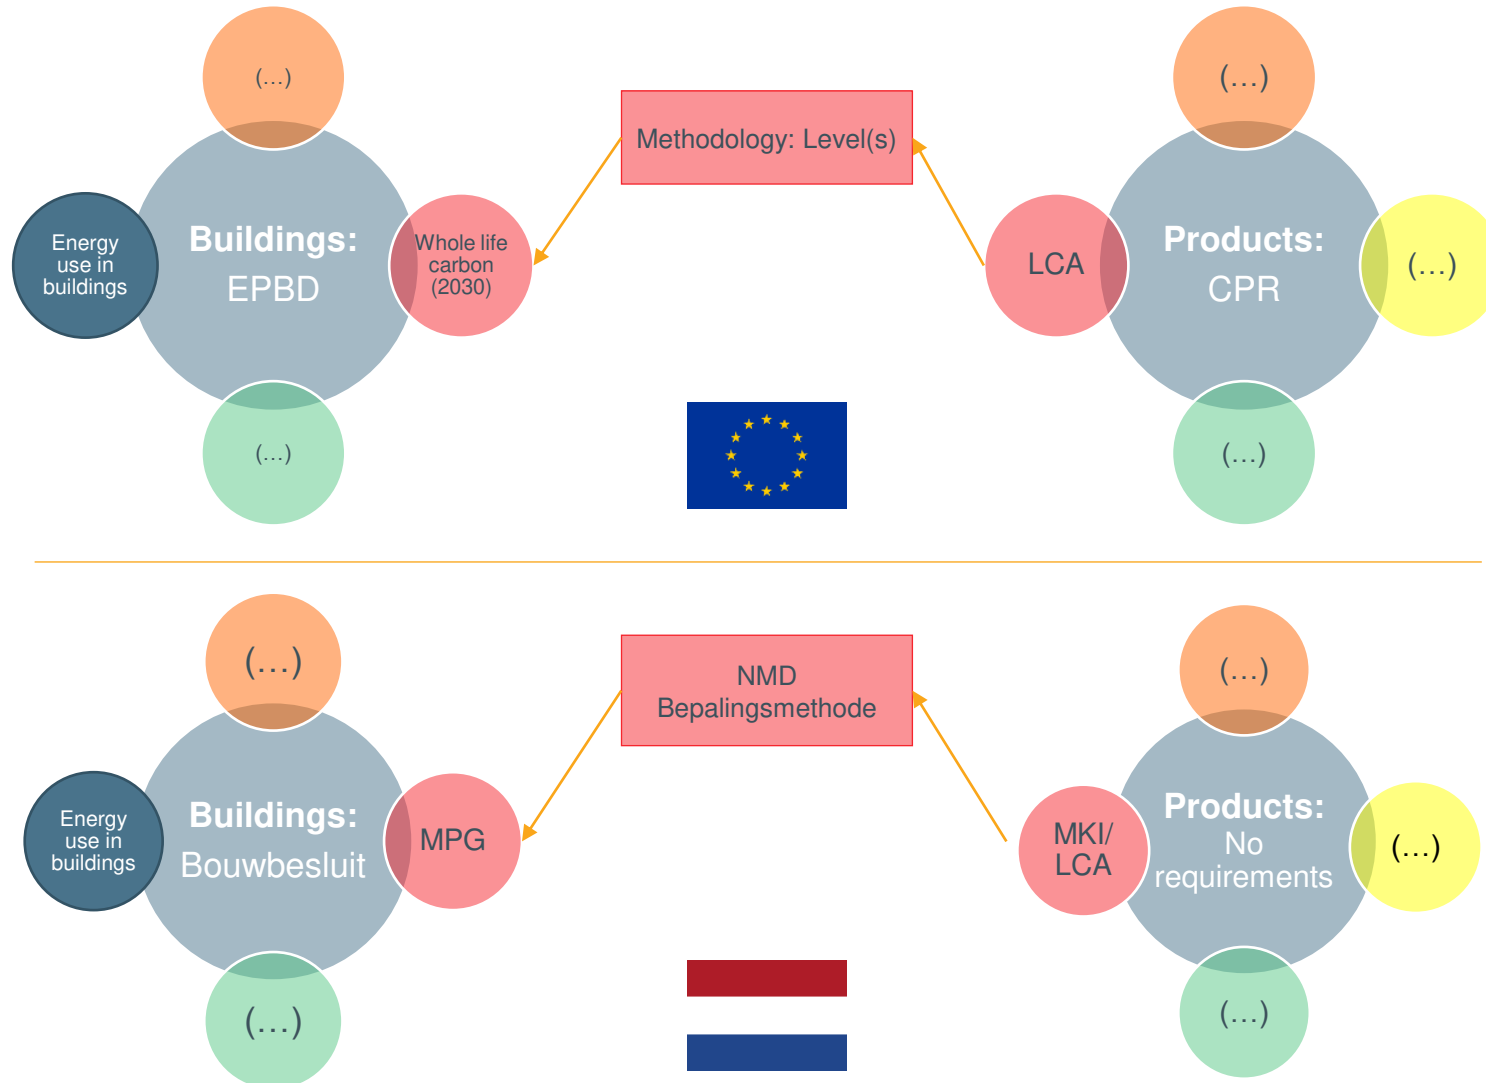 (...)
Energy
use in
buildings
Buildings:
EPBD
Whole life
carbon
(2030)
(...)
Methodology: Level(s)
(...)
LCA
Products:
CPR
(...)
(...)
(...)
Energy
use in
buildings
Buildings:
Bouwbesluit
MPG
(...)
NMD
Bepalingsmethode
(...)
MKI/
LCA
Products:
No
requirements
(...)
(...)